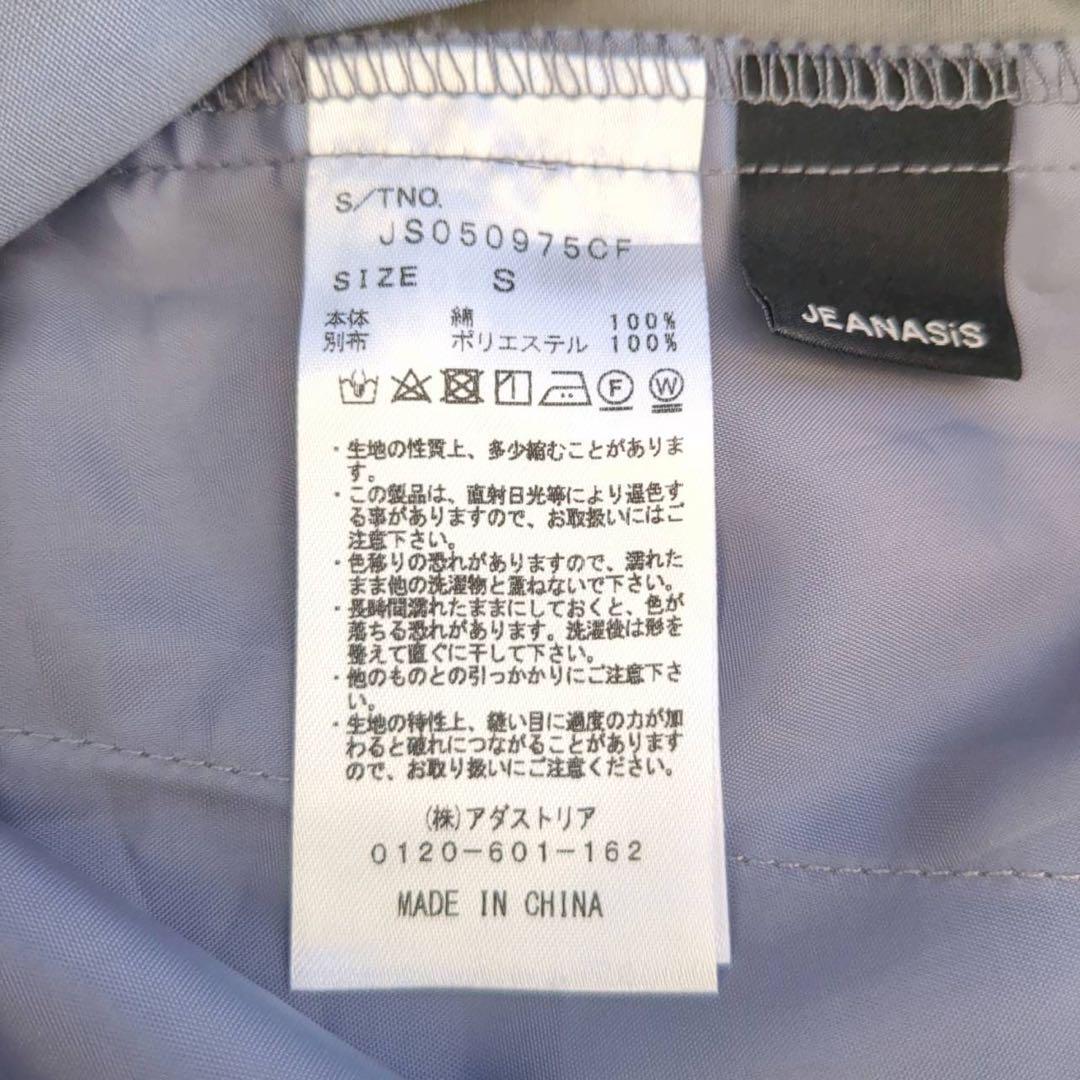 S/TNO.
JS050975CF
SIZE S
本体 綿 100%
別布 ポリエステル 100%
F W
・生地の性質上、多少縮むことがありま
す。
・この製品は、直射日光等により退色す
る事がありますので、お取扱いにはご
注意下さい。
・色移りの恐れがありますので、濡れた
まま他の洗濯物と重ねないで下さい。
・長時間濡れたままにしておくと、色が
落ちる恐れがあります。洗濯後は形を
整えて直ぐに干して下さい。
・他のものとの引っかかりにご注意下さ
い。
・生地の特性上、縫い目に過度の力が加
わると破れにつながることがあります
ので、お取り扱いにご注意ください。
(株)アダストリア
0120-601-162
MADE IN CHINA
JEANASiS